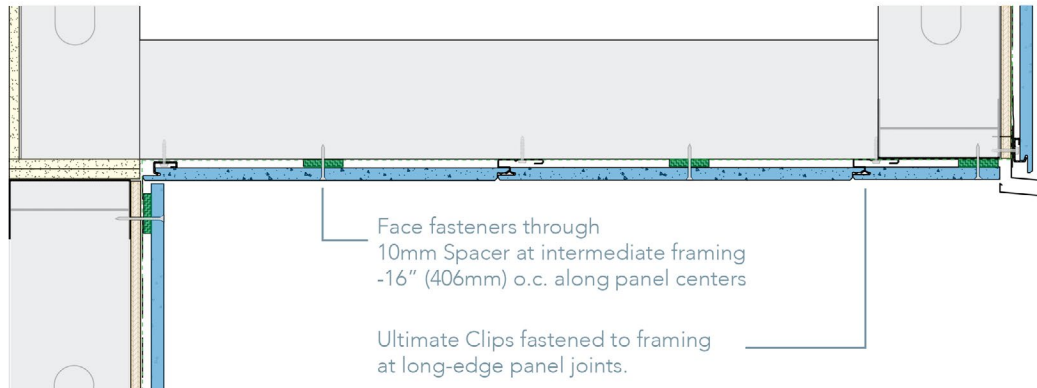 Face fasteners through
10mm Spacer at intermediate framing
-16” (406mm) o.c. along panel centers
Ultimate Clips fastened to framing
at long-edge panel joints.